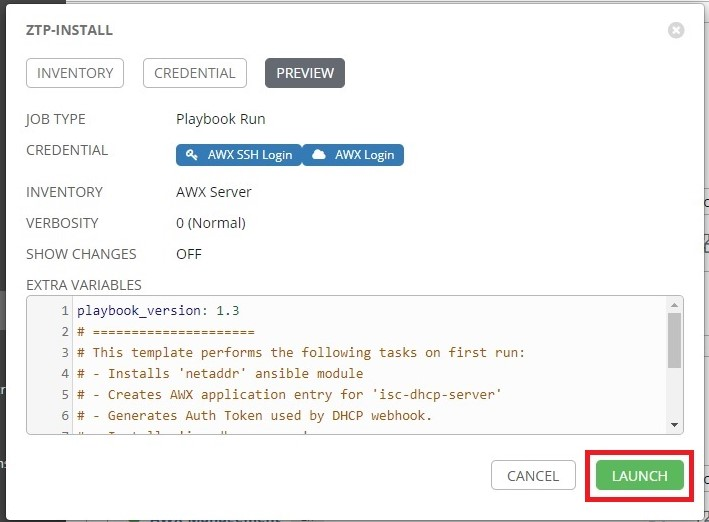 ZTP-INSTALL
INVENTORY CREDENTIAL PREVIEW
JOB TYPE Playbook Run
CREDENTIAL AWX SSH Login AWX Login
INVENTORY AWX Server
VERBOSITY 0 (Normal)
SHOW CHANGES OFF
EXTRA VARIABLES
1 playbook_version: 1.3
2 # =======================
3 # This template performs the following tasks on first run:
4 # - Installs 'netaddr' ansible module
5 # - Creates AWX application entry for 'isc-dhcp-server'
6 # - Generates Auth Token used by DHCP webhook.
CANCEL LAUNCH